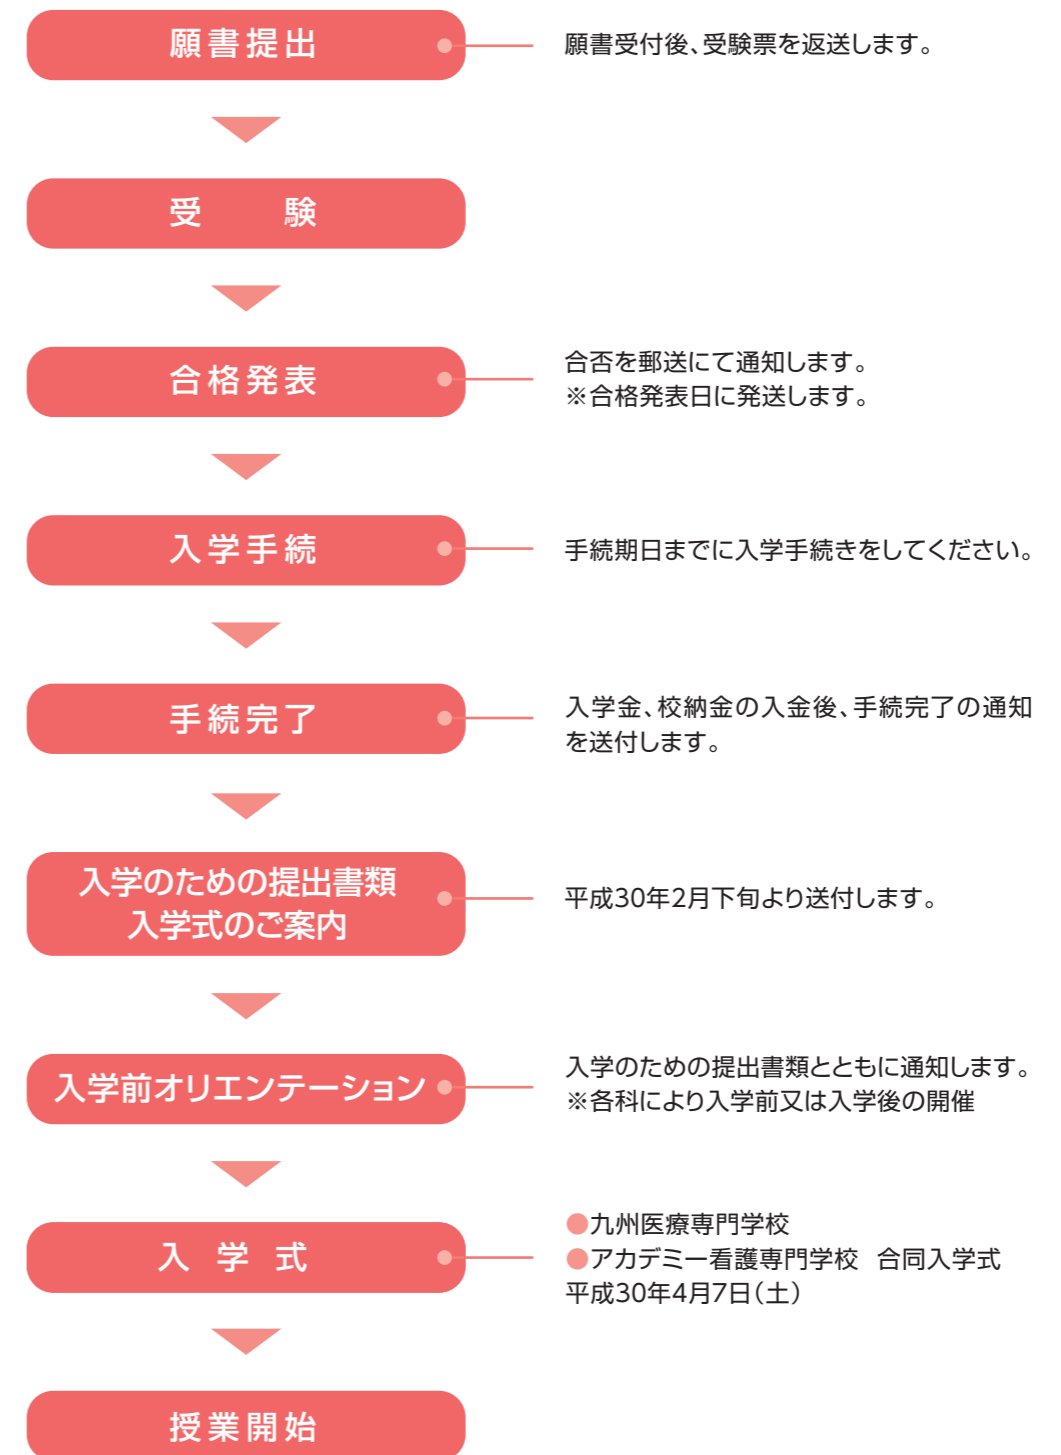 願書提出
願書受付後、受験票を返送します。
受　　験
合格発表
合否を郵送にて通知します。
※合格発表日に発送します。
入学手続
手続期日までに入学手続きをしてください。
手続完了
入学金、校納金の入金後、手続完了の通知
を送付します。
入学のための提出書類
入学式のご案内
平成30年2月下旬より送付します。
入学前オリエンテーション
入学のための提出書類とともに通知します。
※各科により入学前又は入学後の開催
入 学 式
●九州医療専門学校
●アカデミー看護専門学校　合同入学式
平成30年4月7日（土）
授業開始